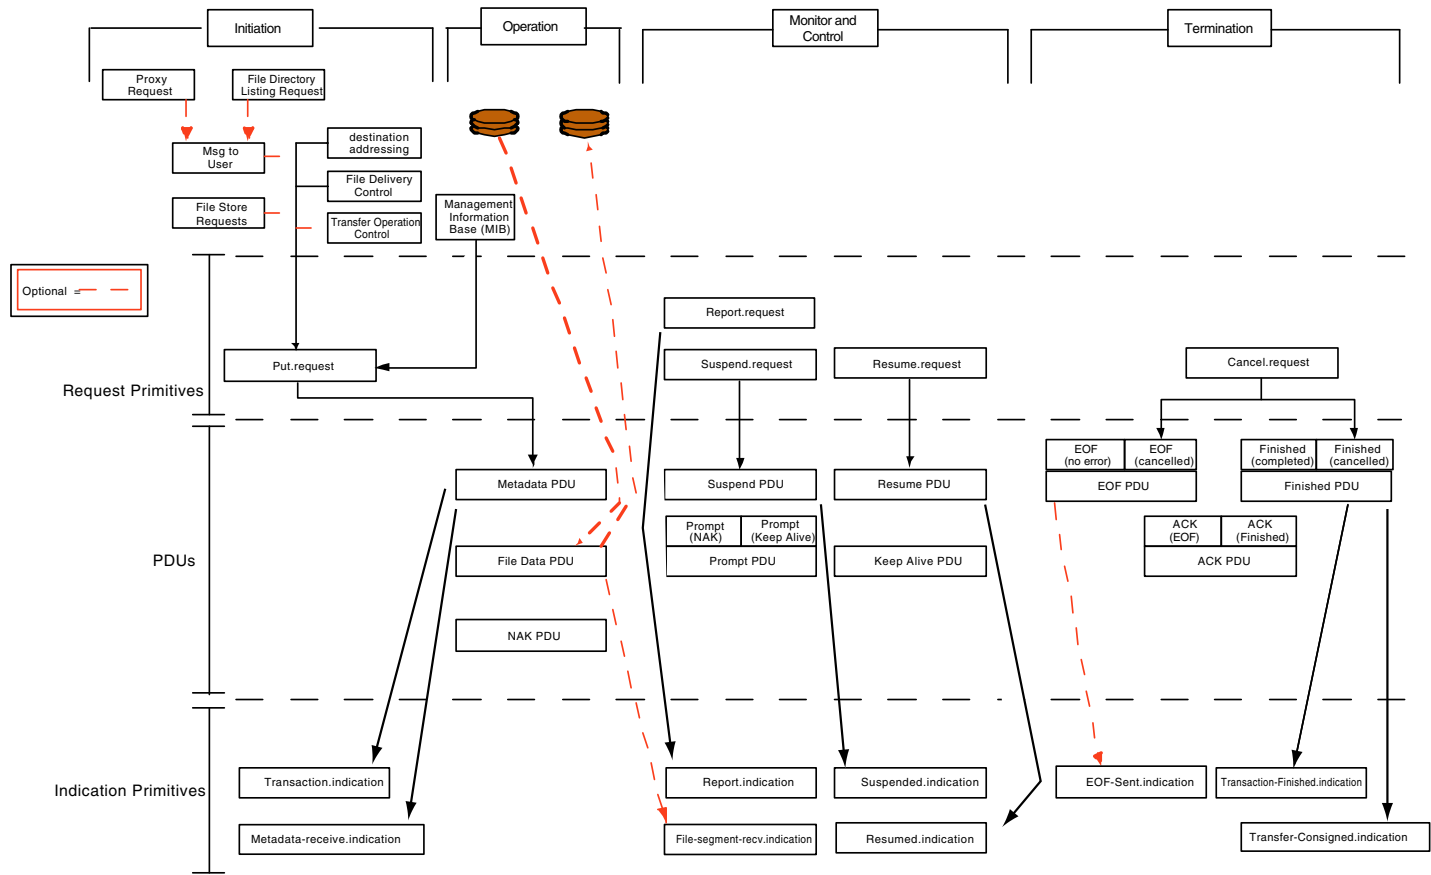 Initiation
Operation
Monitor and
Control
Termination
Proxy
Request
File Directory
Listing Request
Msg to
User
File Store
Requests
destination
addressing
File Delivery
Control
Transfer Operation
Control
Management
Information
Base (MIB)
Optional =
Request Primitives
Put.request
Report.request
Suspend.request
Resume.request
Cancel.request
PDUs
Metadata PDU
File Data PDU
NAK PDU
Suspend PDU
Prompt
(NAK)
Prompt
(Keep Alive)
Prompt PDU
Resume PDU
Keep Alive PDU
EOF
(no error)
EOF
(cancelled)
EOF PDU
Finished
(completed)
Finished
(cancelled)
Finished PDU
ACK
(EOF)
ACK
(Finished)
ACK PDU
Indication Primitives
Transaction.indication
Metadata-receive.indication
Report.indication
File-segment-recv.indication
Suspended.indication
Resumed.indication
EOF-Sent.indication
Transaction-Finished.indication
Transfer-Consigned.indication